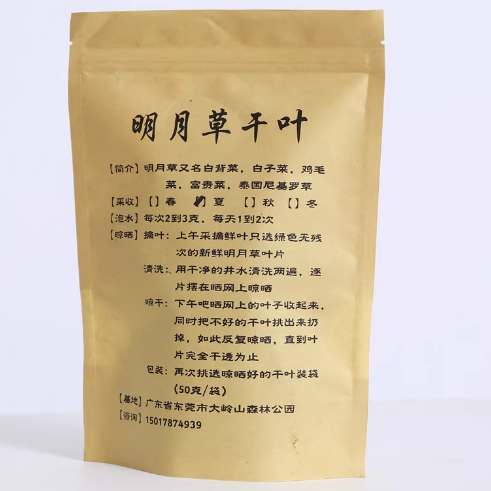 明月草干叶
【简介】明月草又名白背菜，白子菜，鸡毛
菜，富贵菜，泰国尼基罗草
【采收】【】春 【】夏 【】秋 【】冬
【泡水】每次2到3克，每天1到2次
【晾晒】摘叶：上午采摘鲜叶只选绿色无残
次的新鲜明月草叶片
清洗：用干净的井水清洗两遍，逐
片摆在晒网上晾晒
晾干：下午吧晒网上的叶子收起来，
同时把不好的干叶挑出来扔
掉，如此反复晾晒，直到叶
片完全干透为止
包装：再次挑选晾晒好的干叶装袋
(50克/袋)
【基地】广东省东莞市大岭山森林公园
【咨询】15017874939